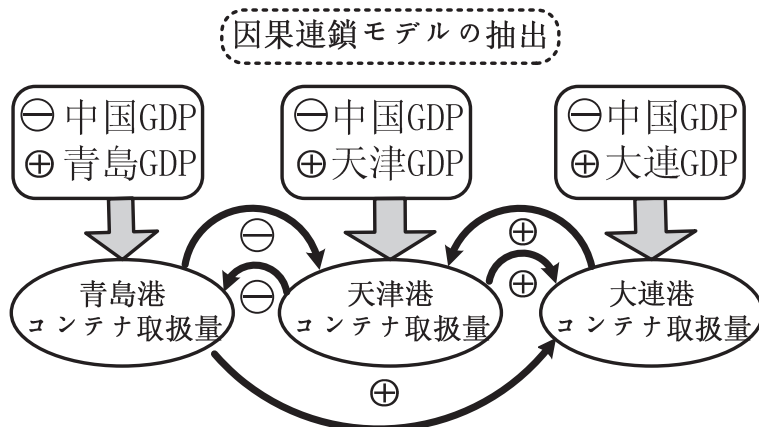 因果連鎖モデルの抽出
⊖ 中国GDP
⊕ 青島GDP
⊖ 中国GDP
⊕ 天津GDP
⊖ 中国GDP
⊕ 大連GDP
⊖
⊕
⊖
⊕
青島港
コンテナ取扱量
天津港
コンテナ取扱量
大連港
コンテナ取扱量
⊕